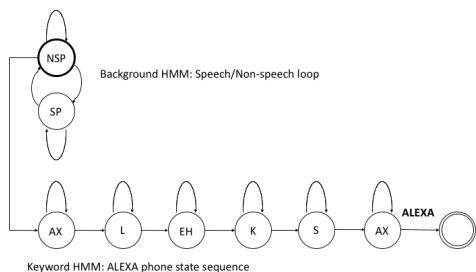 NSP
Background HMM: Speech/Non-speech loop
SP
ALEXA
AX L EH K S AX
Keyword HMM: ALEXA phone state sequence